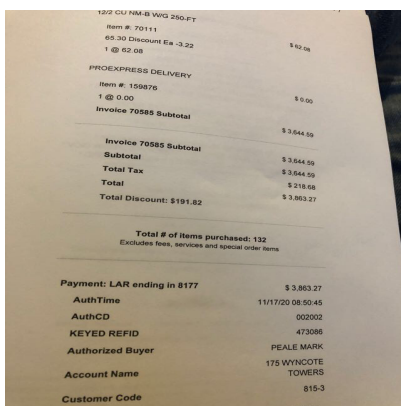 12/2 CU NM-B W/G 250-FT
Item #: 70111
65.30 Discount Ea -3.22
1 @ 62.08 $ 62.08
PROEXPRESS DELIVERY
Item #: 159876
1 @ 0.00 $ 0.00
Invoice 70585 Subtotal $ 3,644.59
Invoice 70585 Subtotal $ 3,644.59
Subtotal $ 3,644.59
Total Tax $ 218.68
Total $ 3,863.27
Total Discount: $191.82
Total # of items purchased: 132
Excludes fees, services and special order items
Payment: LAR ending in 8177 $ 3,863.27
AuthTime 11/17/20 08:50:45
AuthCD 002002
KEYED REFID 473086
Authorized Buyer PEALE MARK
Account Name 175 WYNCOTE
TOWERS
Customer Code 815-3